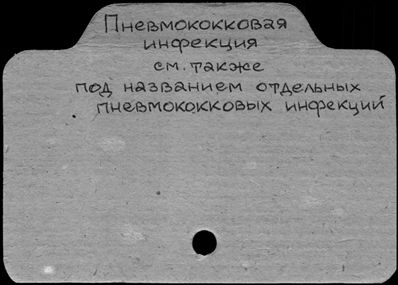 Пневмококковая
инфекция
см. также
под названием отдельных
пневмококковых инфекций